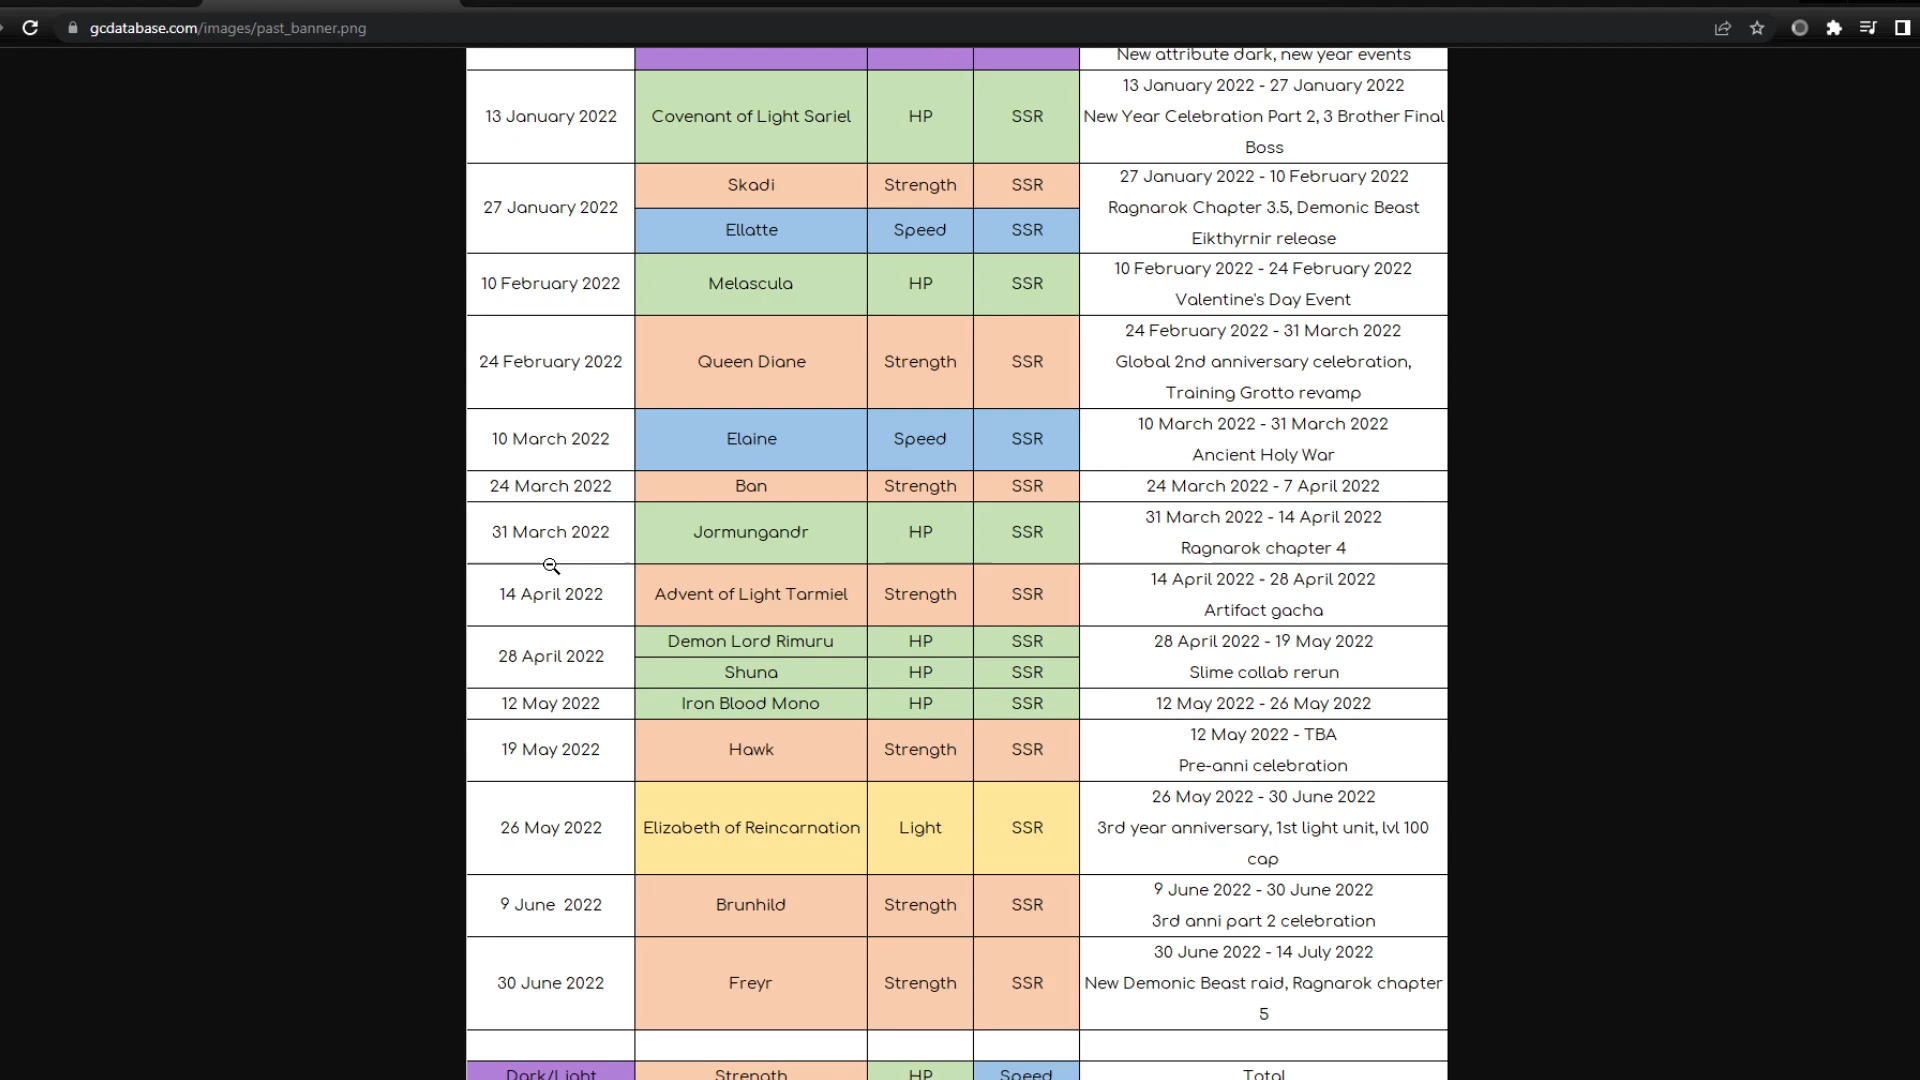 gcdatabase.com/images/past_banner.png
New attribute dark, new year events
13 January 2022
Covenant of Light Sariel
HP
SSR
13 January 2022 - 27 January 2022
New Year Celebration Part 2, 3 Brother Final
Boss
27 January 2022
Skadi
Strength
SSR
Ellatte
Speed
SSR
27 January 2022 - 10 February 2022
Ragnarok Chapter 3.5, Demonic Beast
Eikthyrnir release
10 February 2022
Melascula
HP
SSR
10 February 2022 - 24 February 2022
Valentine's Day Event
24 February 2022
Queen Diane
Strength
SSR
24 February 2022 - 31 March 2022
Global 2nd anniversary celebration,
Training Grotto revamp
10 March 2022
Elaine
Speed
SSR
10 March 2022 - 31 March 2022
Ancient Holy War
24 March 2022
Ban
Strength
SSR
24 March 2022 - 7 April 2022
31 March 2022
Jormungandr
HP
SSR
31 March 2022 - 14 April 2022
Ragnarok chapter 4
14 April 2022
Advent of Light Tarmiel
Strength
SSR
14 April 2022 - 28 April 2022
Artifact gacha
28 April 2022
Demon Lord Rimuru
HP
SSR
Shuna
HP
SSR
28 April 2022 - 19 May 2022
Slime collab rerun
12 May 2022
Iron Blood Mono
HP
SSR
12 May 2022 - 26 May 2022
19 May 2022
Hawk
Strength
SSR
12 May 2022 - TBA
Pre-anni celebration
26 May 2022
Elizabeth of Reincarnation
Light
SSR
26 May 2022 - 30 June 2022
3rd year anniversary, 1st light unit, lvl 100
cap
9 June 2022
Brunhild
Strength
SSR
9 June 2022 - 30 June 2022
3rd anni part 2 celebration
30 June 2022
Freyr
Strength
SSR
30 June 2022 - 14 July 2022
New Demonic Beast raid, Ragnarok chapter
5
Dark/Light
Strength
HP
Speed
Total